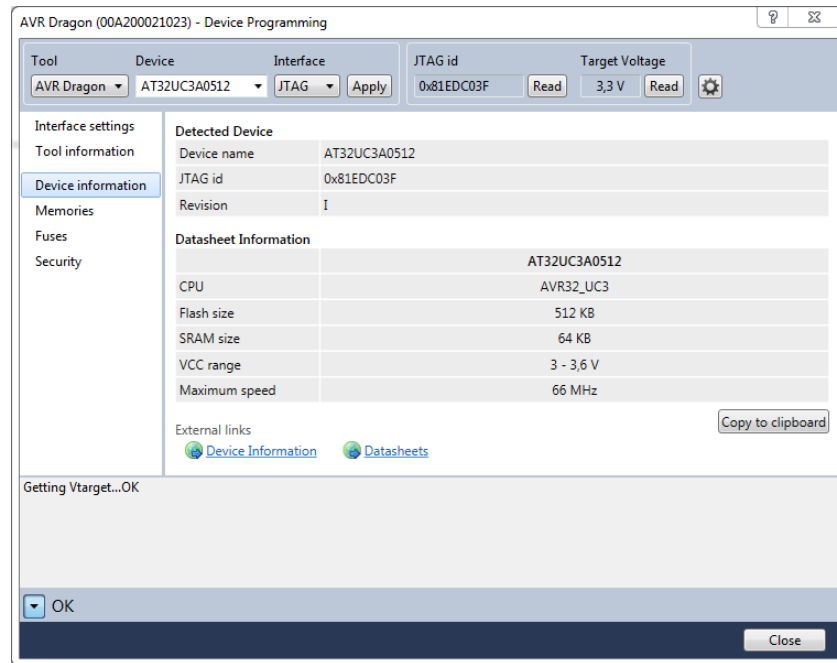 AVR Dragon (00A200021023) - Device Programming
Tool Device Interface JTAG id Target Voltage
AVR Dragon AT32UC3A0512 JTAG Apply 0x81EDC03F Read 3,3 V Read
Interface settings
Tool information
Device information
Memories
Fuses
Security
Detected Device
Device name AT32UC3A0512
JTAG id 0x81EDC03F
Revision I
Datasheet Information
AT32UC3A0512
CPU AVR32_UC3
Flash size 512 KB
SRAM size 64 KB
VCC range 3 - 3,6 V
Maximum speed 66 MHz
Copy to clipboard
External links
Device Information Datasheets
Getting Vtarget...OK
OK
Close